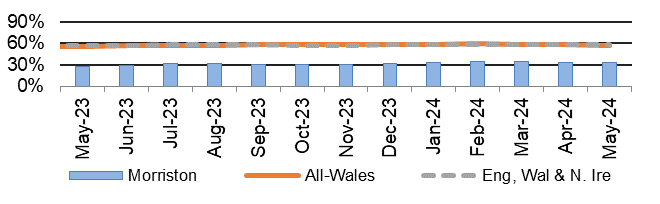 90%
60%
30%
0%
May-23
Jun-23
Jul-23
Aug-23
Sep-23
Oct-23
Nov-23
Dec-23
Jan-24
Feb-24
Mar-24
Apr-24
May-24
Morriston All-Wales Eng, Wal & N. Ire